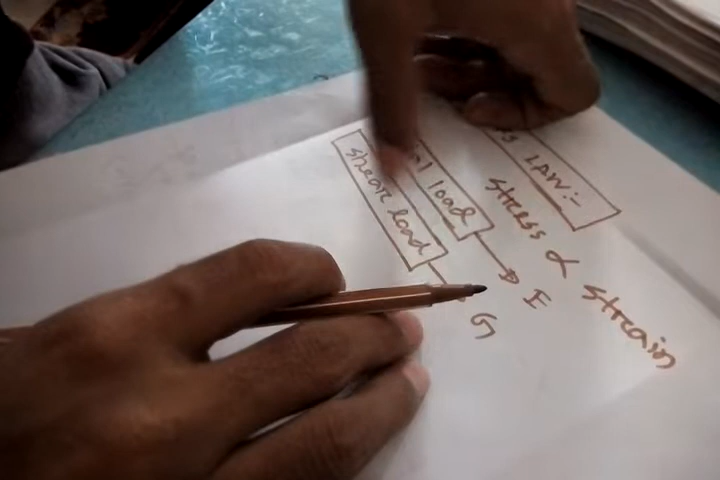 LAW:-
stress α strain
load → E
shear load → G